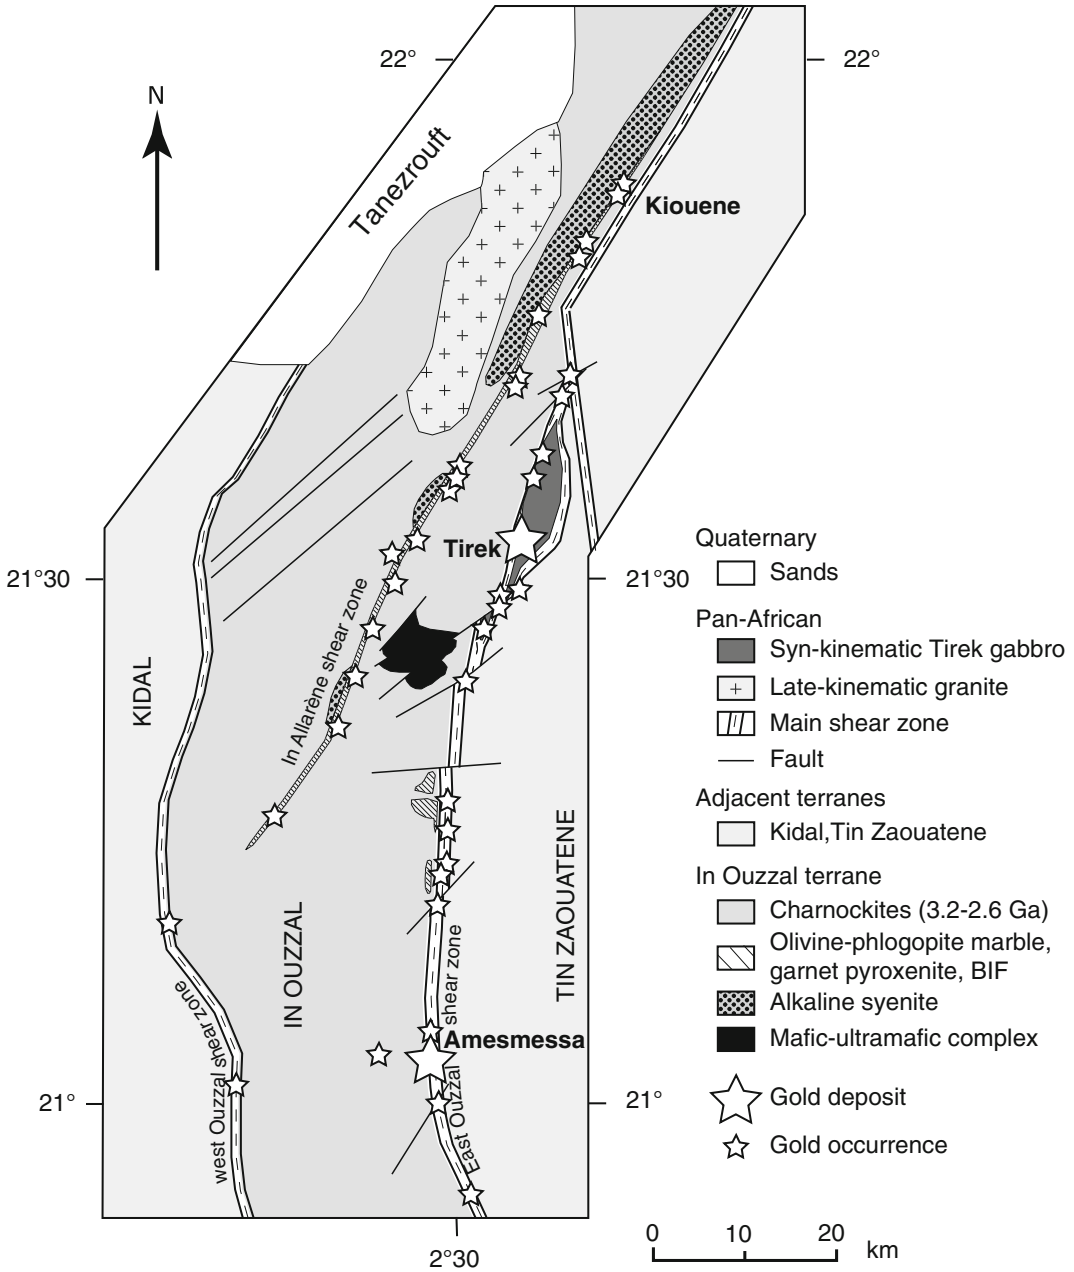 22°
22°
N
Tanezrouft
Kiouene
Tirek
21°30
21°30
In Allarène shear zone
KIDAL
IN OUZZAL
TIN ZAOUATENE
west Ouzzal shear zone
East Ouzzal shear zone
Amesmessa
21°
21°
2°30
Quaternary
Sands
Pan-African
Syn-kinematic Tirek gabbro
Late-kinematic granite
Main shear zone
Fault
Adjacent terranes
Kidal,Tin Zaouatene
In Ouzzal terrane
Charnockites (3.2-2.6 Ga)
Olivine-phlogopite marble,
garnet pyroxenite, BIF
Alkaline syenite
Mafic-ultramafic complex
Gold deposit
Gold occurrence
0 10 20
km